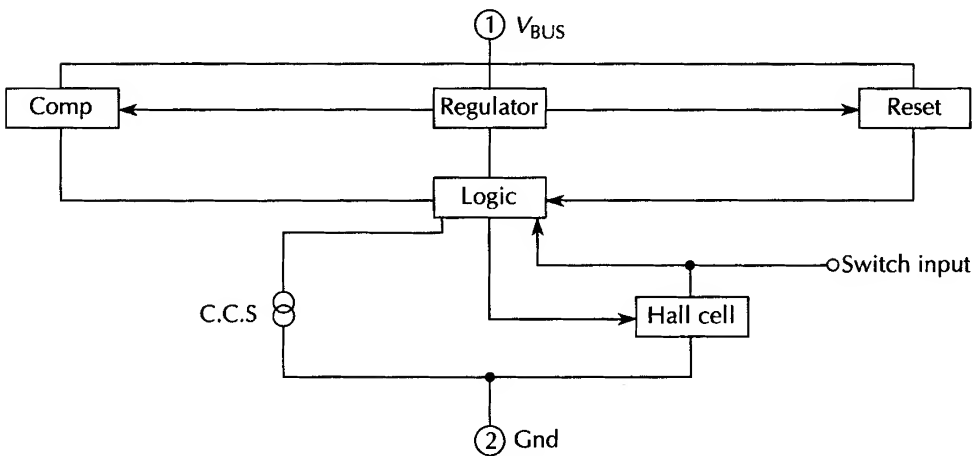 1 V_BUS
Comp Regulator Reset
Logic
Switch input
C.C.S Hall cell
2 Gnd